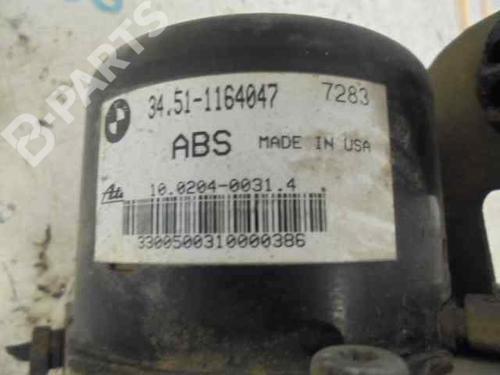 34.51-1164047 7283
ABS MADE IN USA
Ate 10.0204-0031.4
3300500310000386
B-PARTS